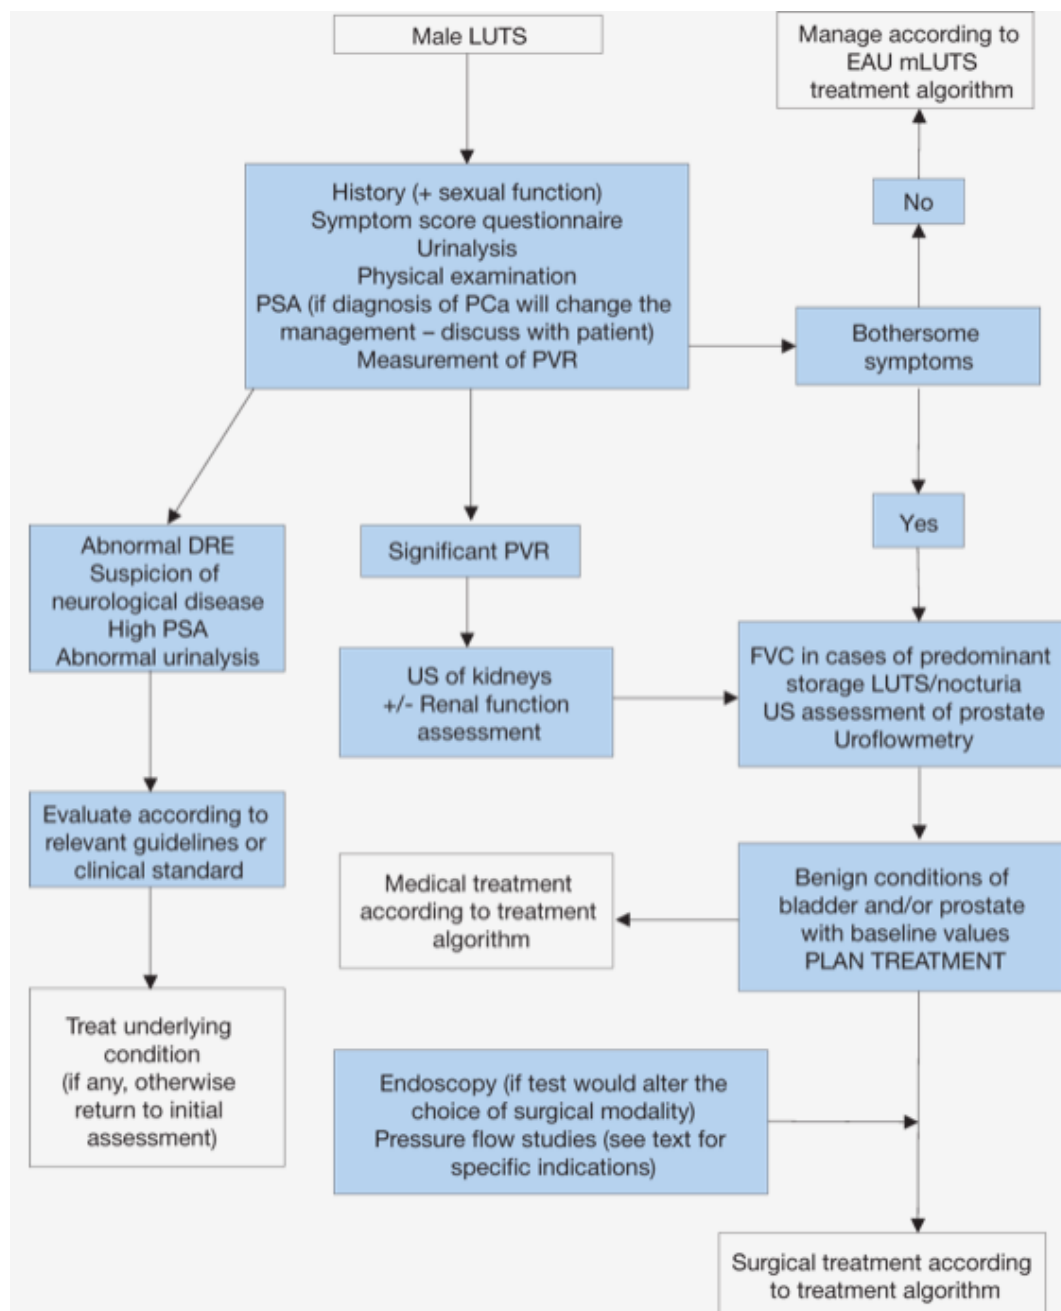 Male LUTS
Manage according to
EAU mLUTS
treatment algorithm
History (+ sexual function)
Symptom score questionnaire
Urinalysis
Physical examination
PSA (if diagnosis of PCa will change the
management – discuss with patient)
Measurement of PVR
No
Bothersome
symptoms
Yes
Abnormal DRE
Suspicion of
neurological disease
High PSA
Abnormal urinalysis
Significant PVR
US of kidneys
+/- Renal function
assessment
FVC in cases of predominant
storage LUTS/nocturia
US assessment of prostate
Uroflowmetry
Evaluate according to
relevant guidelines or
clinical standard
Medical treatment
according to treatment
algorithm
Benign conditions of
bladder and/or prostate
with baseline values
PLAN TREATMENT
Treat underlying
condition
(if any, otherwise
return to initial
assessment)
Endoscopy (if test would alter the
choice of surgical modality)
Pressure flow studies (see text for
specific indications)
Surgical treatment according
to treatment algorithm